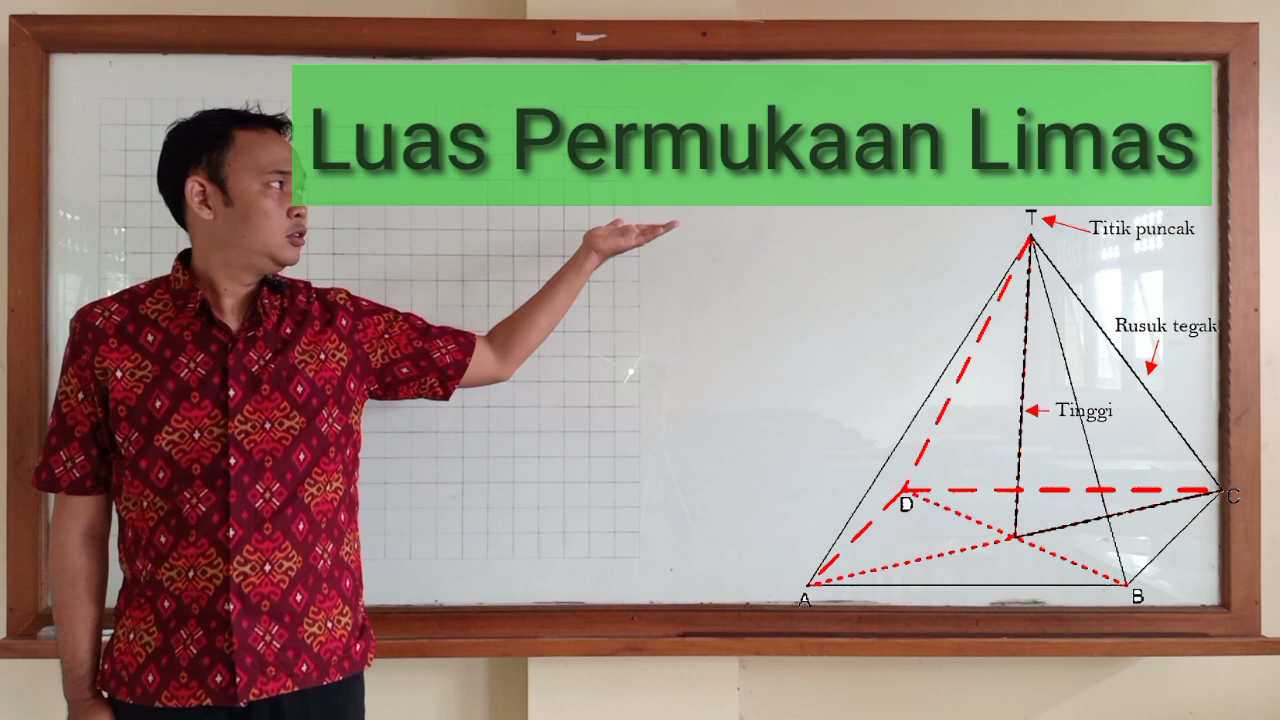 Luas Permukaan Limas
T
Titik puncak
Rusuk tegak
Tinggi
D
C
A
B